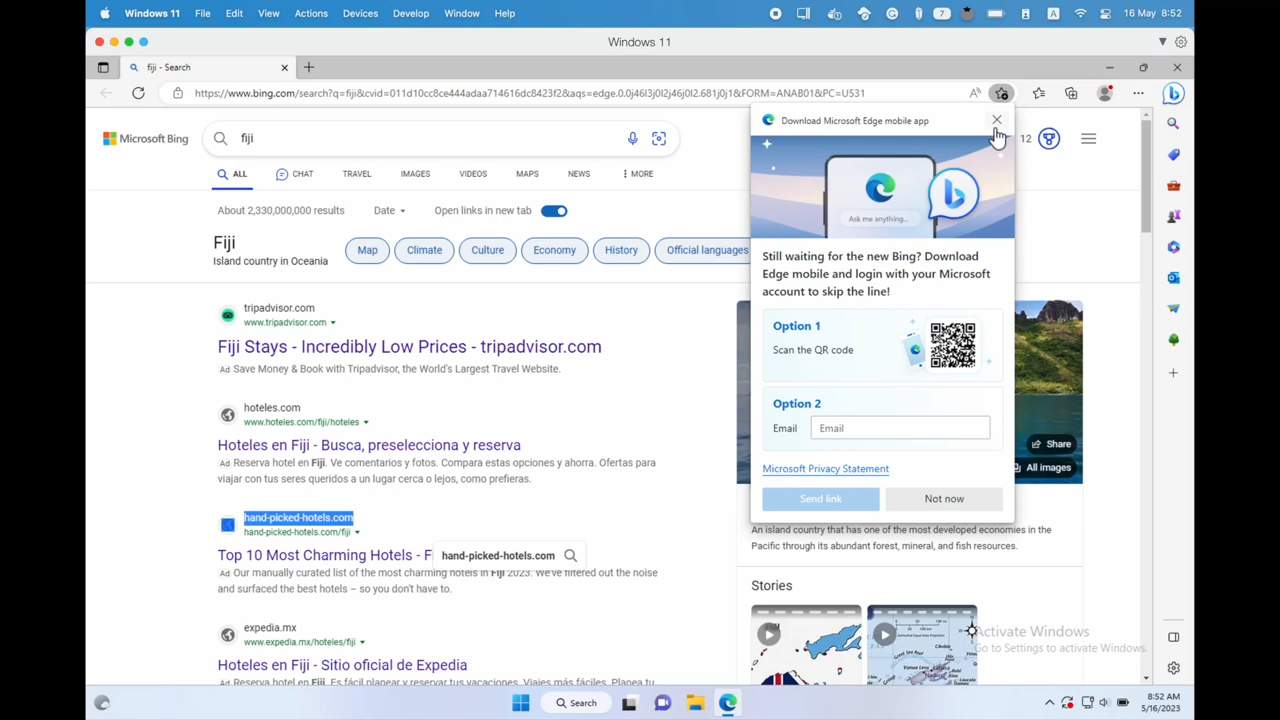 Windows 11 File Edit View Actions Devices Develop Window Help 7 A 16 May 8:52
Windows 11
fiji - Search
https://www.bing.com/search?q=fiji&cvid=011d10cc8ce444adaa714616dc8423f2&aqs=edge.0.0j46l3j0l2j46j0l2.681j0j1&FORM=ANAB01&PC=U531
Download Microsoft Edge mobile app
Microsoft Bing fiji 12
ALL CHAT TRAVEL IMAGES VIDEOS MAPS NEWS MORE
Ask me anything...
About 2,330,000,000 results Date Open links in new tab
Fiji
Island country in Oceania
Map Climate Culture Economy History Official languages
Still waiting for the new Bing? Download
Edge mobile and login with your Microsoft
account to skip the line!
Option 1
Scan the QR code
Option 2
Email Email
Microsoft Privacy Statement
Send link Not now
tripadvisor.com
www.tripadvisor.com
Fiji Stays - Incredibly Low Prices - tripadvisor.com
Ad Save Money & Book with Tripadvisor, the World's Largest Travel Website.
hoteles.com
www.hoteles.com/fiji/hoteles
Hoteles en Fiji - Busca, preselecciona y reserva
Ad Reserva hotel en Fiji. Ve comentarios y fotos. Compara estas opciones y ahorra. Ofertas para
viajar con tus seres queridos a un lugar cerca o lejos, como prefieras.
hand-picked-hotels.com
hand-picked-hotels.com/fiji
Top 10 Most Charming Hotels - F
hand-picked-hotels.com
Ad Our manually curated list of the most charming hotels in Fiji 2023. We've filtered out the noise
and surfaced the best hotels – so you don't have to.
expedia.mx
www.expedia.mx/hoteles/fiji
Hoteles en Fiji - Sitio oficial de Expedia
Ad Es fácil planear y reservar tus vacaciones. Viajes más fáciles. Planea tu
Share
All images
An island country that has one of the most developed economies in the
Pacific through its abundant forest, mineral, and fish resources.
Stories
Activate Windows
Go to Settings to activate Windows.
Search
8:52 AM
5/16/2023